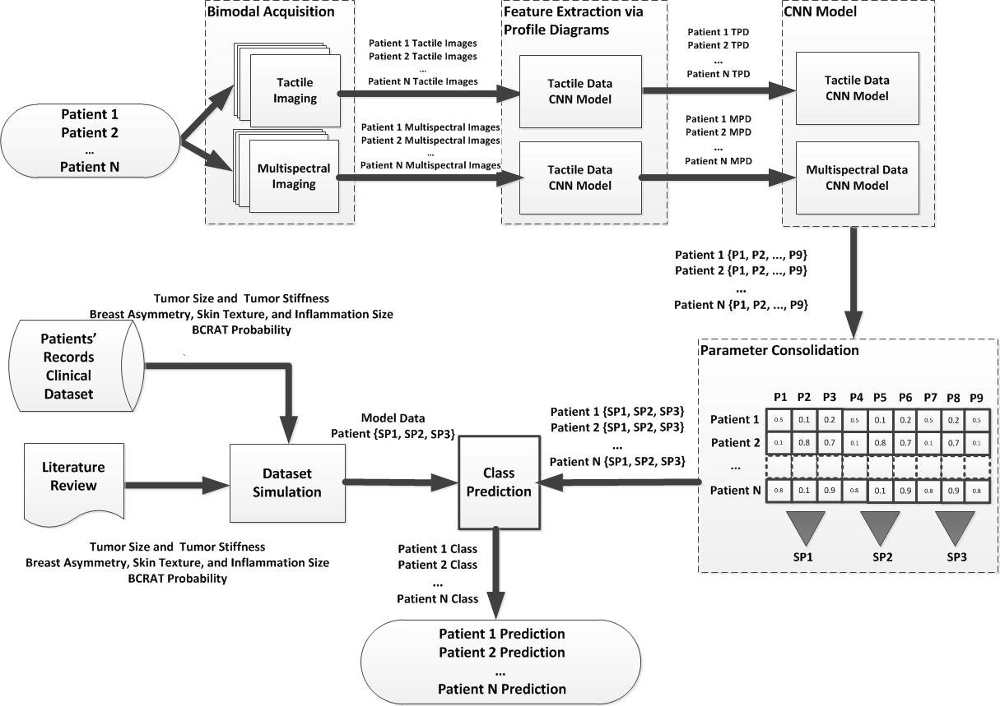 Bimodal Acquisition
Feature Extraction via
Profile Diagrams
CNN Model
Patient 1
Patient 2
...
Patient N
Tactile
Imaging
Multispectral
Imaging
Patient 1 Tactile Images
Patient 2 Tactile Images
...
Patient N Tactile Images
Patient 1 Multispectral Images
Patient 2 Multispectral Images
...
Patient N Multispectral Images
Tactile Data
CNN Model
Tactile Data
CNN Model
Patient 1 TPD
Patient 2 TPD
...
Patient N TPD
Patient 1 MPD
Patient 2 MPD
...
Patient N MPD
Tactile Data
CNN Model
Multispectral Data
CNN Model
Patient 1 {P1, P2, ..., P9}
Patient 2 {P1, P2, ..., P9}
...
Patient N {P1, P2, ..., P9}
Tumor Size and Tumor Stiffness
Breast Asymmetry, Skin Texture, and Inflammation Size
BCRAT Probability
Patients'
Records
Clinical
Dataset
Literature
Review
Tumor Size and Tumor Stiffness
Breast Asymmetry, Skin Texture, and Inflammation Size
BCRAT Probability
Dataset
Simulation
Model Data
Patient {SP1, SP2, SP3}
Class
Prediction
Patient 1 {SP1, SP2, SP3}
Patient 2 {SP1, SP2, SP3}
...
Patient N {SP1, SP2, SP3}
Parameter Consolidation
P1 P2 P3 P4 P5 P6 P7 P8 P9
Patient 1 0.5 0.1 0.2 0.5 0.1 0.2 0.5 0.2 0.5
Patient 2 0.1 0.8 0.7 0.1 0.8 0.7 0.1 0.7 0.1
...
Patient N 0.8 0.1 0.9 0.8 0.1 0.9 0.8 0.9 0.8
SP1 SP2 SP3
Patient 1 Class
Patient 2 Class
...
Patient N Class
Patient 1 Prediction
Patient 2 Prediction
...
Patient N Prediction